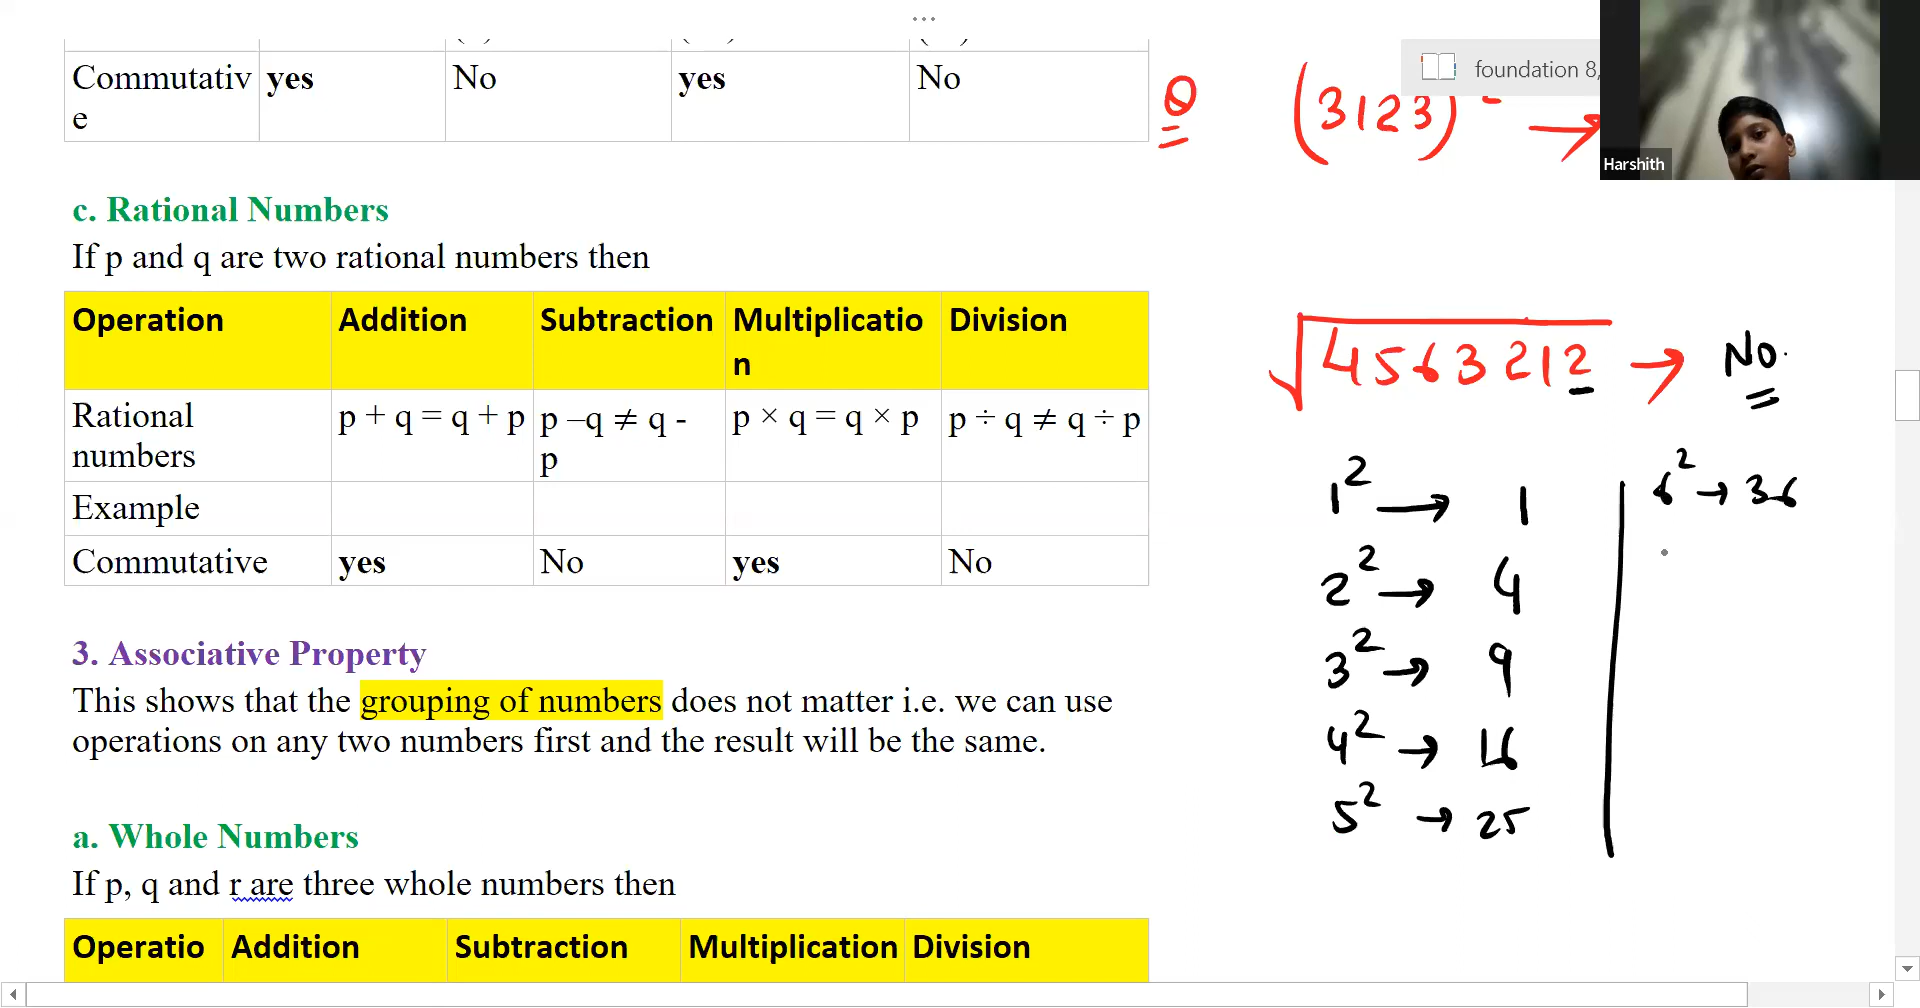 Commutativ yes No yes No
e
c. Rational Numbers
If p and q are two rational numbers then
Operation Addition Subtraction Multiplicatio Division
n
Rational p + q = q + p p –q ≠ q - p × q = q × p p ÷ q ≠ q ÷ p
numbers p
Example
Commutative yes No yes No
3. Associative Property
This shows that the grouping of numbers does not matter i.e. we can use
operations on any two numbers first and the result will be the same.
a. Whole Numbers
If p, q and r are three whole numbers then
Operatio Addition Subtraction Multiplication Division
foundation 8,
Harshith
Q (3123) →
√4563212 → No.
1² → 1
2² → 4
3² → 9
4² → 16
5² → 25
6² → 36